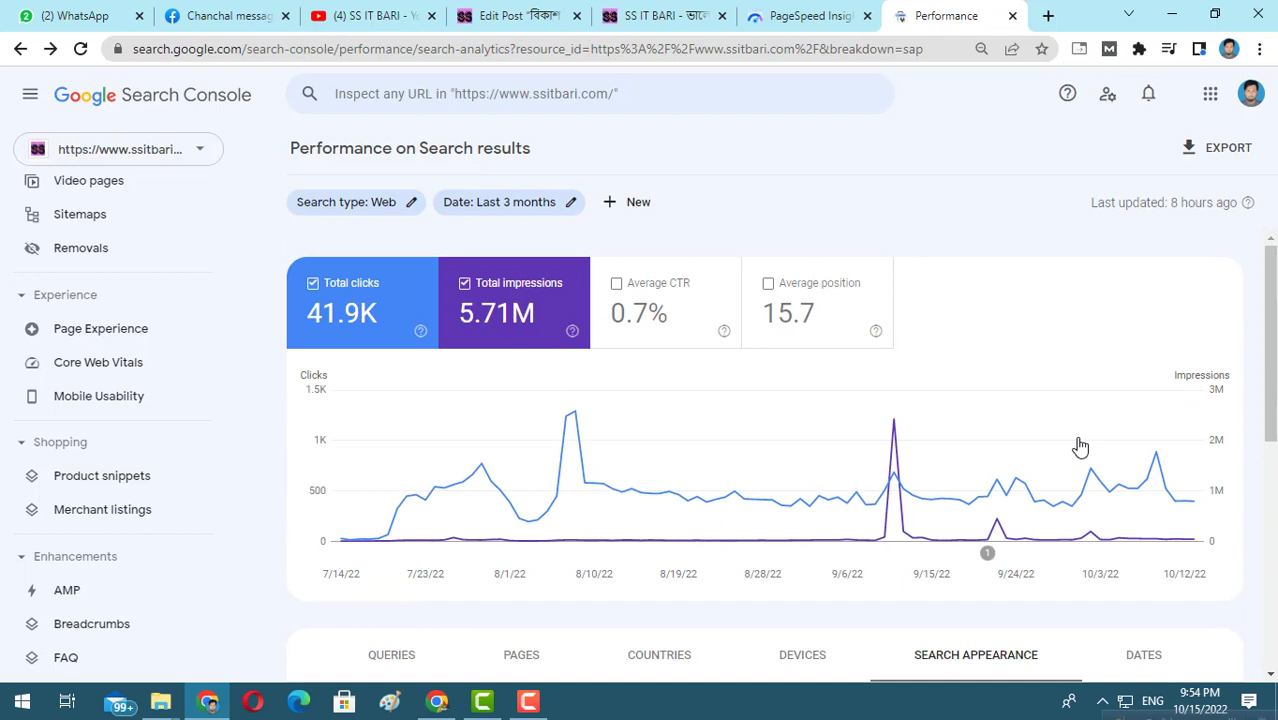 2 (2) WhatsApp
Chanchal messag
(4) SS IT BARI - Yo
Edit Post "বিকাশ
SS IT BARI - ভালে
PageSpeed Insig
Performance
search.google.com/search-console/performance/search-analytics?resource_id=https%3A%2F%2Fwww.ssitbari.com%2F&breakdown=sap
M
Google Search Console
Inspect any URL in "https://www.ssitbari.com/"
SS https://www.ssitbari...
Video pages
Sitemaps
Removals
Experience
Page Experience
Core Web Vitals
Mobile Usability
Shopping
Product snippets
Merchant listings
Enhancements
AMP
Breadcrumbs
FAQ
Performance on Search results
EXPORT
Search type: Web
Date: Last 3 months
+ New
Last updated: 8 hours ago
Total clicks
41.9K
Total impressions
5.71M
Average CTR
0.7%
Average position
15.7
Clicks
Impressions
1.5K
3M
1K
2M
500
1M
0
0
1
7/14/22
7/23/22
8/1/22
8/10/22
8/19/22
8/28/22
9/6/22
9/15/22
9/24/22
10/3/22
10/12/22
QUERIES
PAGES
COUNTRIES
DEVICES
SEARCH APPEARANCE
DATES
99+
ENG
9:54 PM
10/15/2022